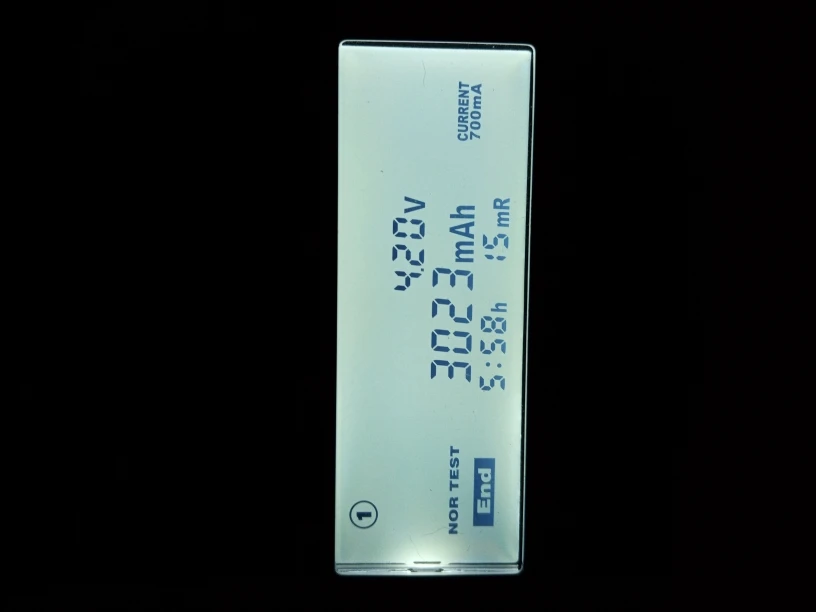 1
NOR TEST
End
4.20V
3023mAh
5:58h 15mR
CURRENT
700mA